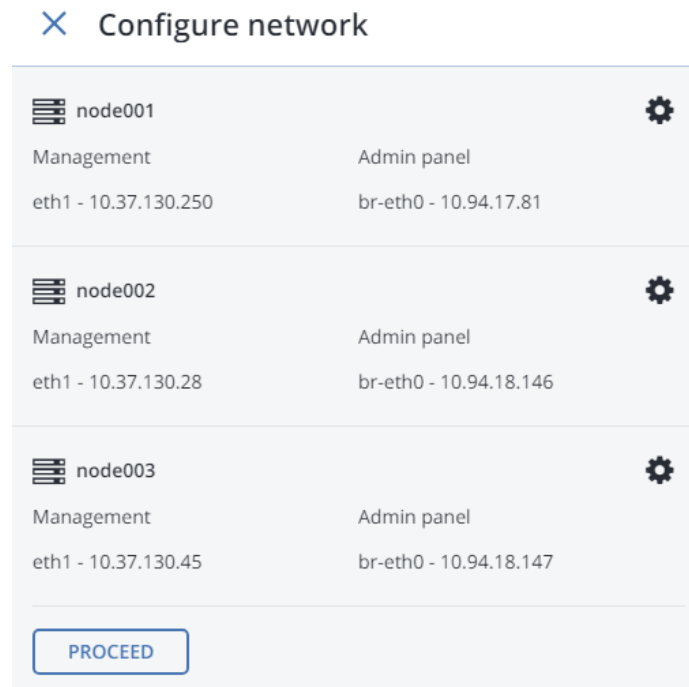 Configure network
node001
Management Admin panel
eth1 - 10.37.130.250 br-eth0 - 10.94.17.81
node002
Management Admin panel
eth1 - 10.37.130.28 br-eth0 - 10.94.18.146
node003
Management Admin panel
eth1 - 10.37.130.45 br-eth0 - 10.94.18.147
PROCEED